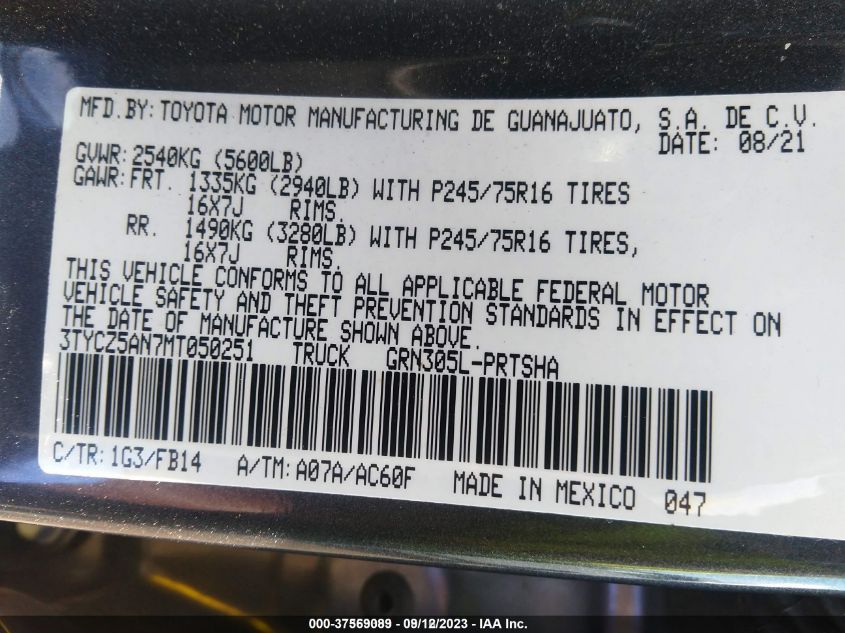 MFD.BY: TOYOTA MOTOR MANUFACTURING DE GUANAJUATO, S.A. DE C.V.
DATE: 08/21
GVWR: 2540KG (5600LB)
GAWR: FRT. 1335KG (2940LB) WITH P245/75R16 TIRES
16X7J RIMS,
RR. 1490KG (3280LB) WITH P245/75R16 TIRES,
16X7J RIMS,
THIS VEHICLE CONFORMS TO ALL APPLICABLE FEDERAL MOTOR
VEHICLE SAFETY AND THEFT PREVENTION STANDARDS IN EFFECT ON
THE DATE OF MANUFACTURE SHOWN ABOVE.
3TYCZ5AN7MT050251 TRUCK GRN305L-PRTSHA
C/TR: 1G3/FB14 A/TM: A07A/AC60F MADE IN MEXICO 047
000-37569089 - 09/12/2023 - IAA Inc.